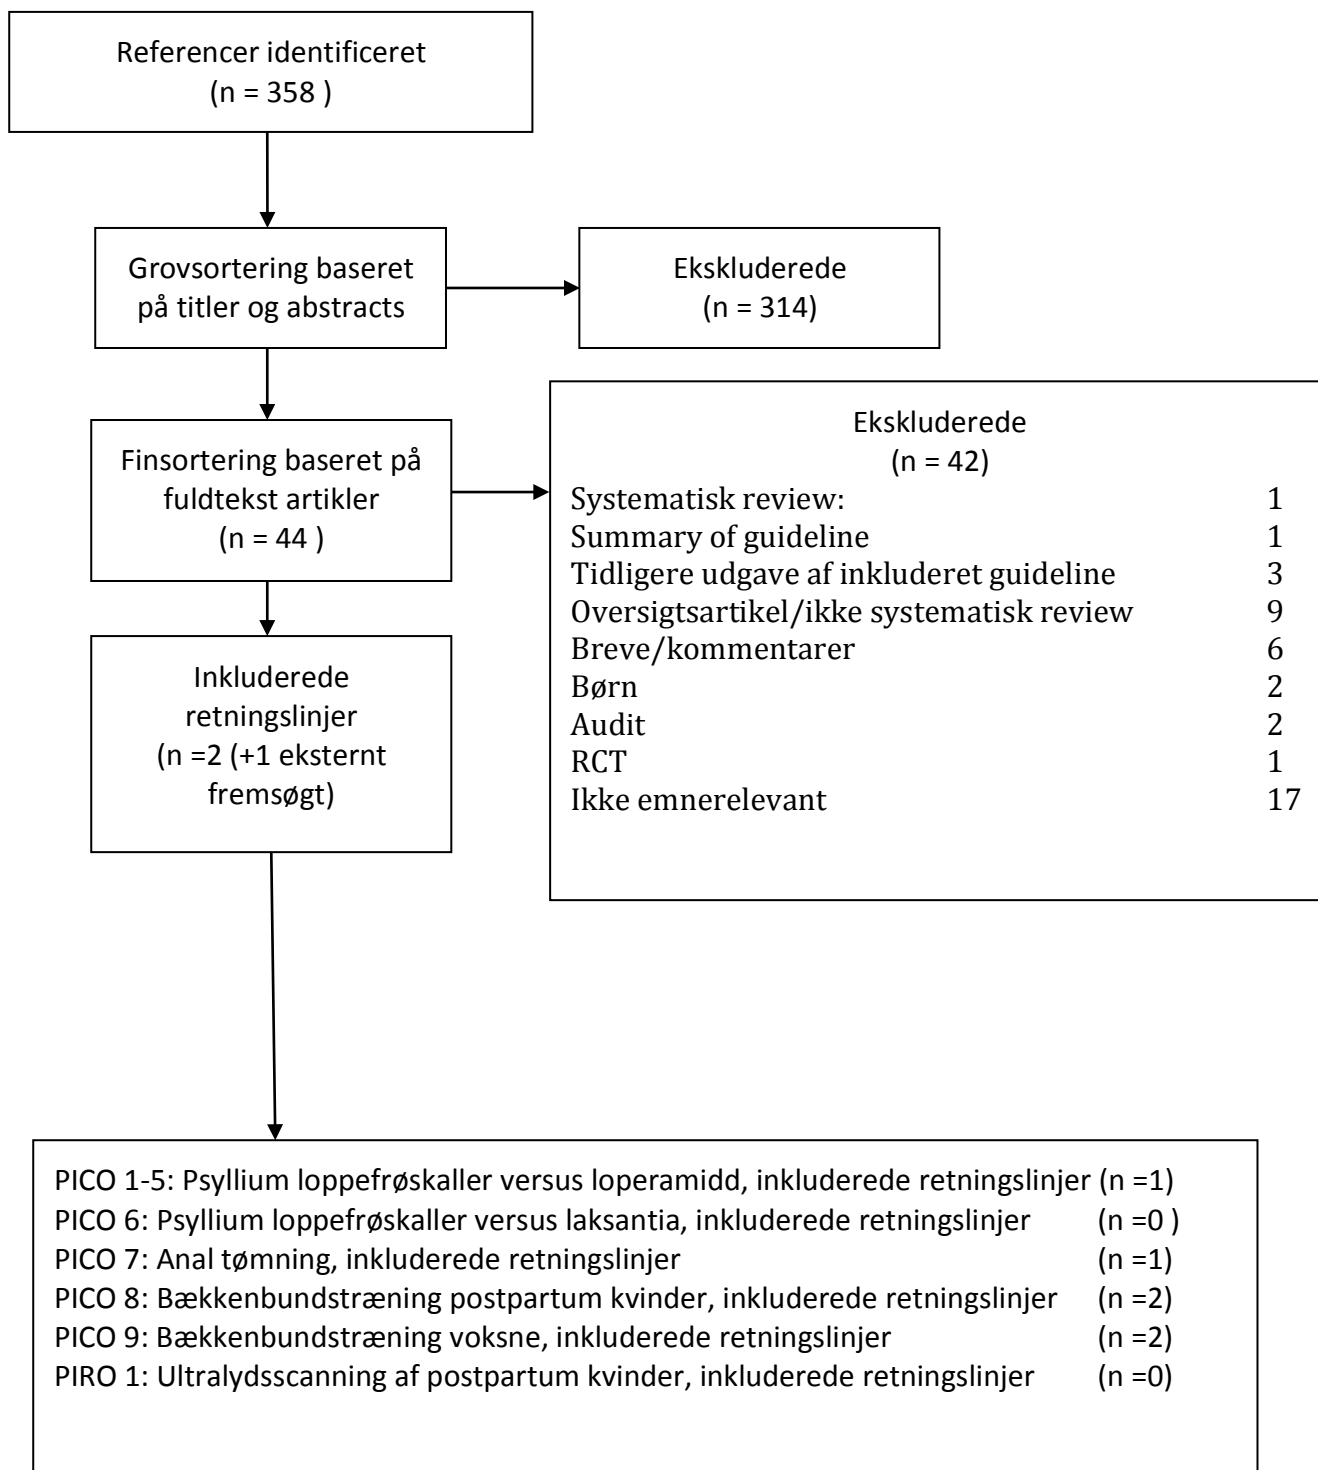 Referencer identificeret
(n = 358 )
Grovsortering baseret
på titler og abstracts
Ekskluderede
(n = 314)
Finsortering baseret på
fuldtekst artikler
(n = 44 )
Ekskluderede
(n = 42)
Systematisk review: 1
Summary of guideline 1
Tidligere udgave af inkluderet guideline 3
Oversigtsartikel/ikke systematisk review 9
Breve/kommentarer 6
Børn 2
Audit 2
RCT 1
Ikke emnerelevant 17
Inkluderede
retningslinjer
(n =2 (+1 eksternt
fremsøgt)
PICO 1-5: Psyllium loppefrøskaller versus loperamidd, inkluderede retningslinjer (n =1)
PICO 6: Psyllium loppefrøskaller versus laksantia, inkluderede retningslinjer (n =0 )
PICO 7: Anal tømning, inkluderede retningslinjer (n =1)
PICO 8: Bækkenbundstræning postpartum kvinder, inkluderede retningslinjer (n =2)
PICO 9: Bækkenbundstræning voksne, inkluderede retningslinjer (n =2)
PIRO 1: Ultralydsscanning af postpartum kvinder, inkluderede retningslinjer (n =0)